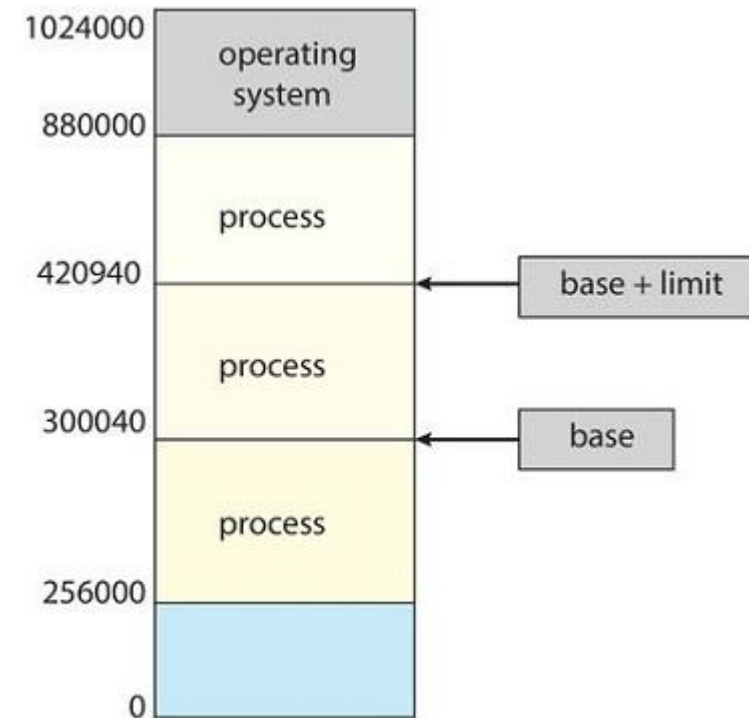 1024000
operating
system
880000
process
420940
base + limit
process
300040
base
process
256000
0